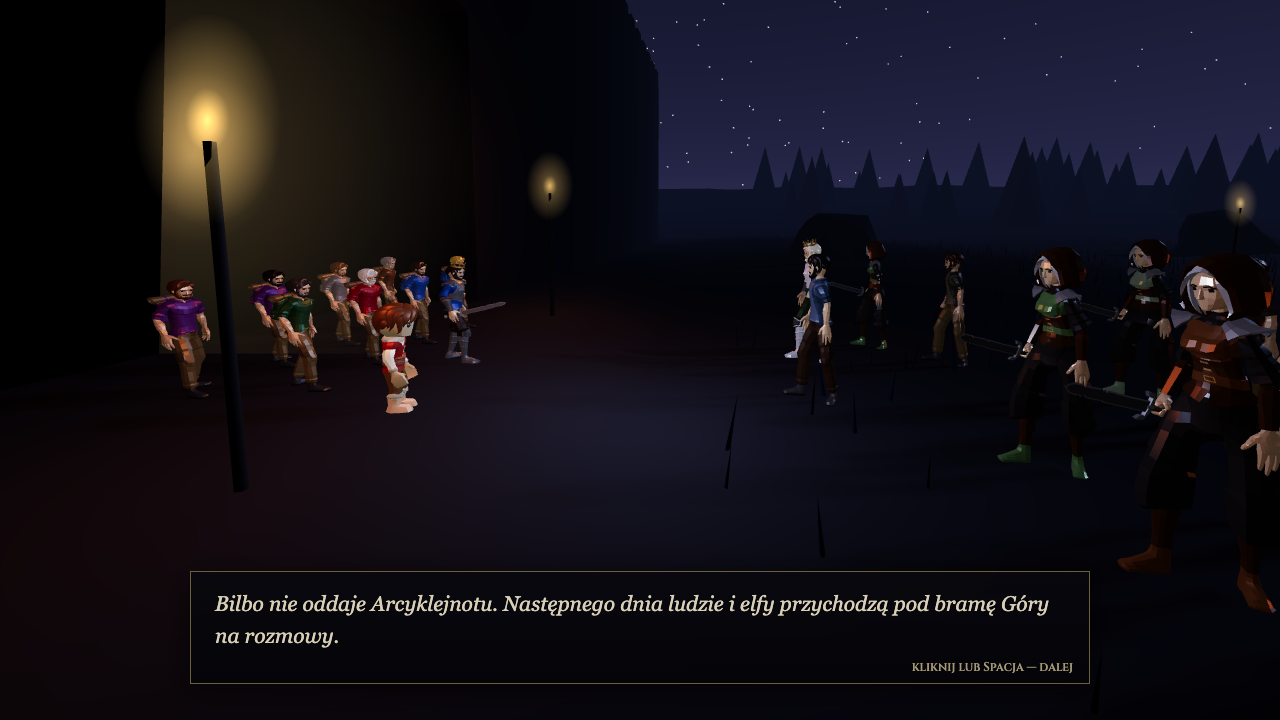 Bilbo nie oddaje Arcyklejnotu. Następnego dnia ludzie i elfy przychodzą pod bramę Góry
na rozmowy.
KLIKNIJ LUB SPACJA — DALEJ